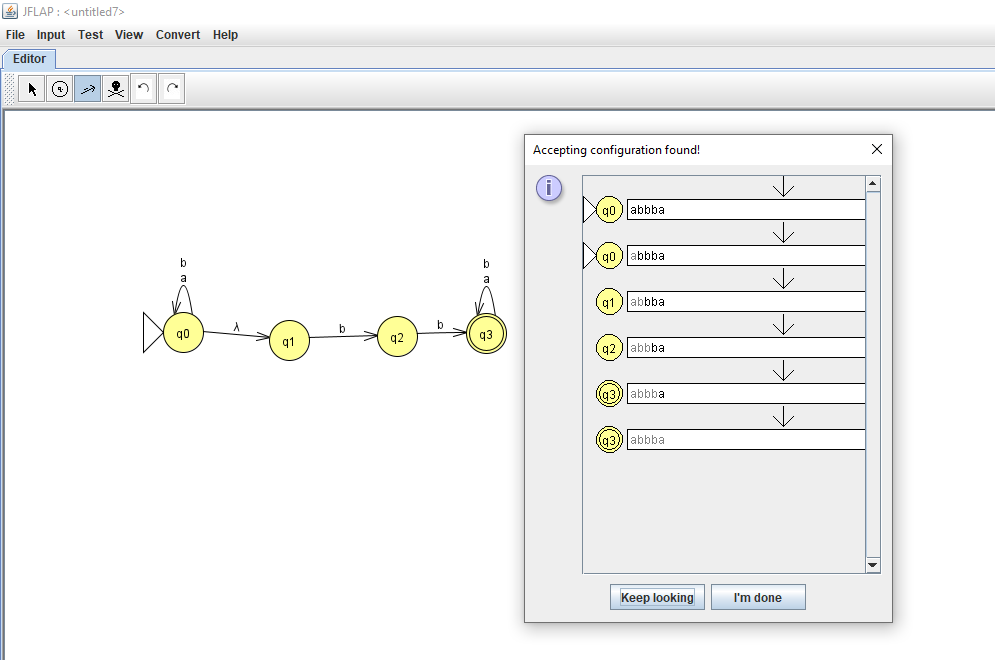 JFLAP : <untitled7>
File Input Test View Convert Help
Editor
b
a
q0
λ
q1
b
q2
b
b
a
q3
Accepting configuration found!
i
q0 abbba
q0 abbba
q1 abbba
q2 abbba
q3 abbba
q3 abbba
Keep looking I'm done